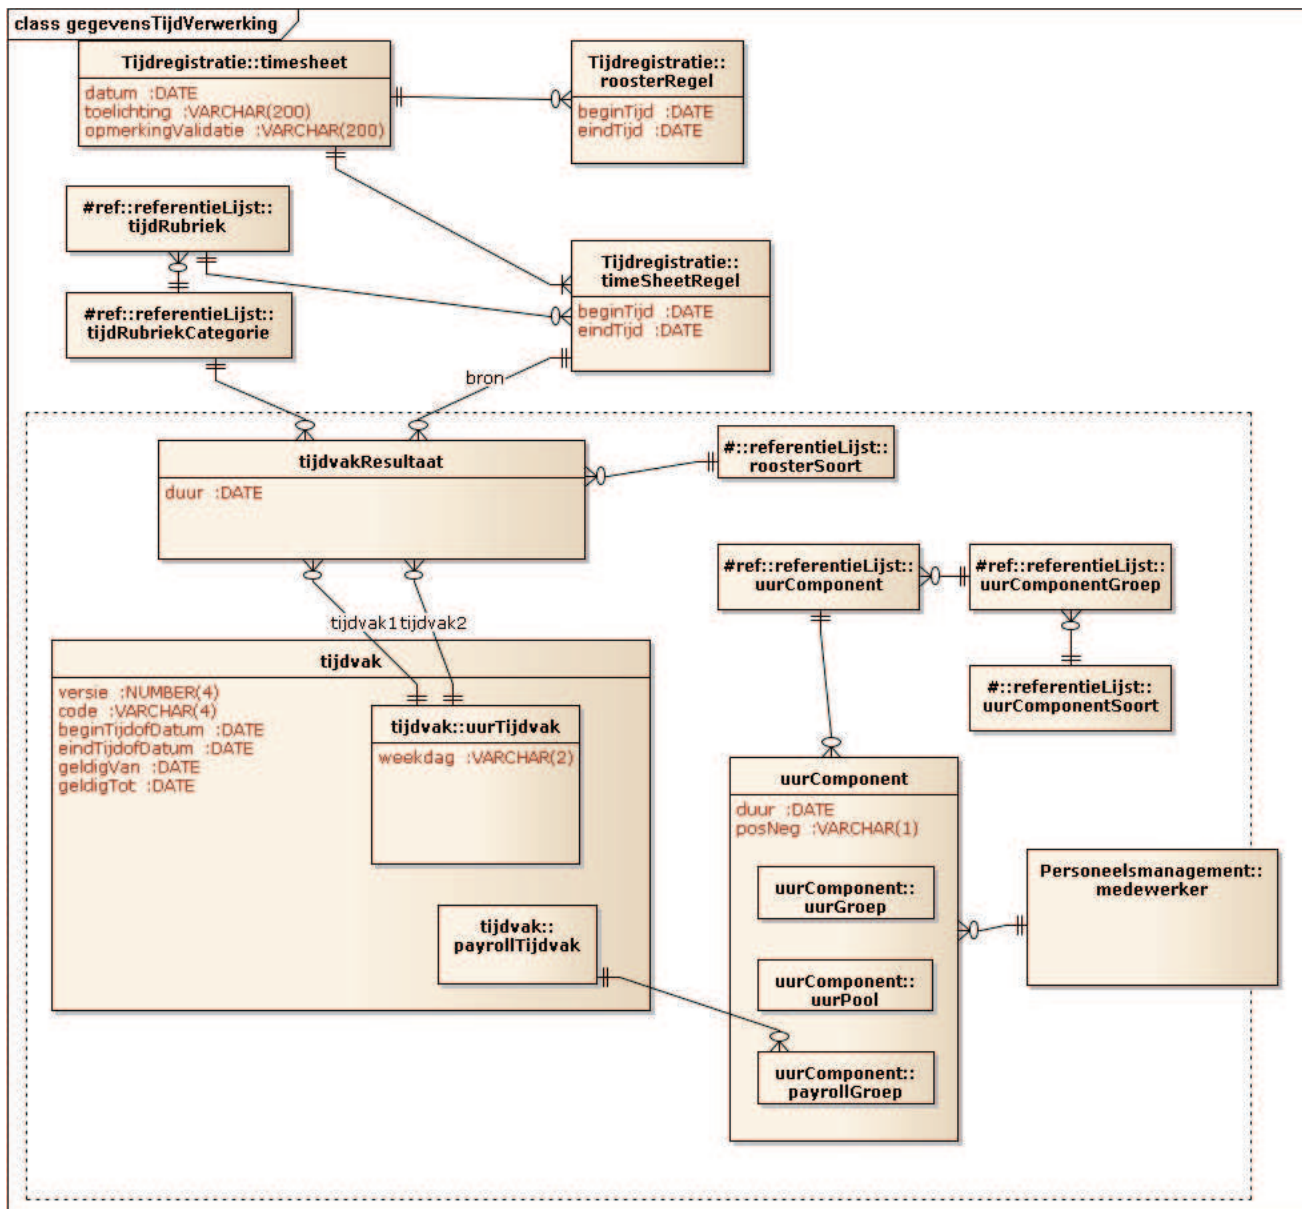 class gegevensTijdVerwerking
Tijdregistratie::timesheet
datum :DATE
toelichting :VARCHAR(200)
opmerkingValidatie :VARCHAR(200)
Tijdregistratie::
roosterRegel
beginTijd :DATE
eindTijd :DATE
#ref::referentieLijst::
tijdRubriek
Tijdregistratie::
timeSheetRegel
beginTijd :DATE
eindTijd :DATE
#ref::referentieLijst::
tijdRubriekCategorie
bron
tijdvakResultaat
duur :DATE
#::referentieLijst::
roosterSoort
#ref::referentieLijst::
uurComponent
#ref::referentieLijst::
uurComponentGroep
tijdvak1
tijdvak2
tijdvak
versie :NUMBER(4)
code :VARCHAR(4)
beginTijdofDatum :DATE
eindTijdofDatum :DATE
geldigVan :DATE
geldigTot :DATE
tijdvak::uurTijdvak
weekdag :VARCHAR(2)
#::referentieLijst::
uurComponentSoort
uurComponent
duur :DATE
posNeg :VARCHAR(1)
uurComponent::
uurGroep
Personeelsmanagement::
medewerker
tijdvak::
payrollTijdvak
uurComponent::
uurPool
uurComponent::
payrollGroep